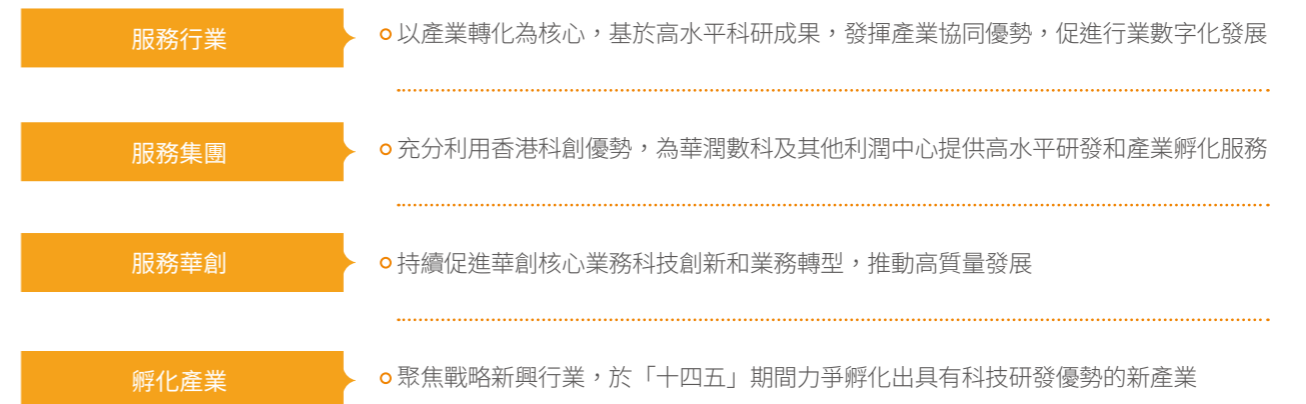 服務行業
以產業轉化為核心，基於高水平科研成果，發揮產業協同優勢，促進行業數字化發展
服務集團
充分利用香港科創優勢，為華潤數科及其他利潤中心提供高水平研發和產業孵化服務
服務華創
持續促進華創核心業務科技創新和業務轉型，推動高質量發展
孵化產業
聚焦戰略新興行業，於「十四五」期間力爭孵化出具有科技研發優勢的新產業